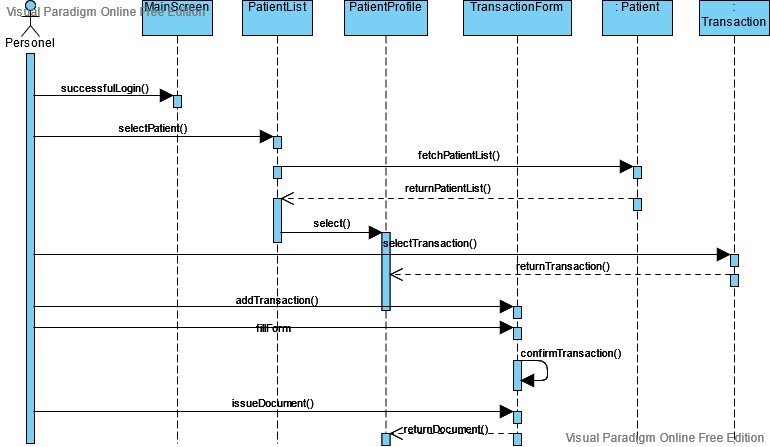 Visual Paradigm Online Free Edition
MainScreen
PatientList
PatientProfile
TransactionForm
: Patient
:
Transaction
Personel
successfulLogin()
selectPatient()
fetchPatientList()
returnPatientList()
select()
selectTransaction()
returnTransaction()
addTransaction()
fillForm
confirmTransaction()
issueDocument()
returnDocument()
Visual Paradigm Online Free Edition